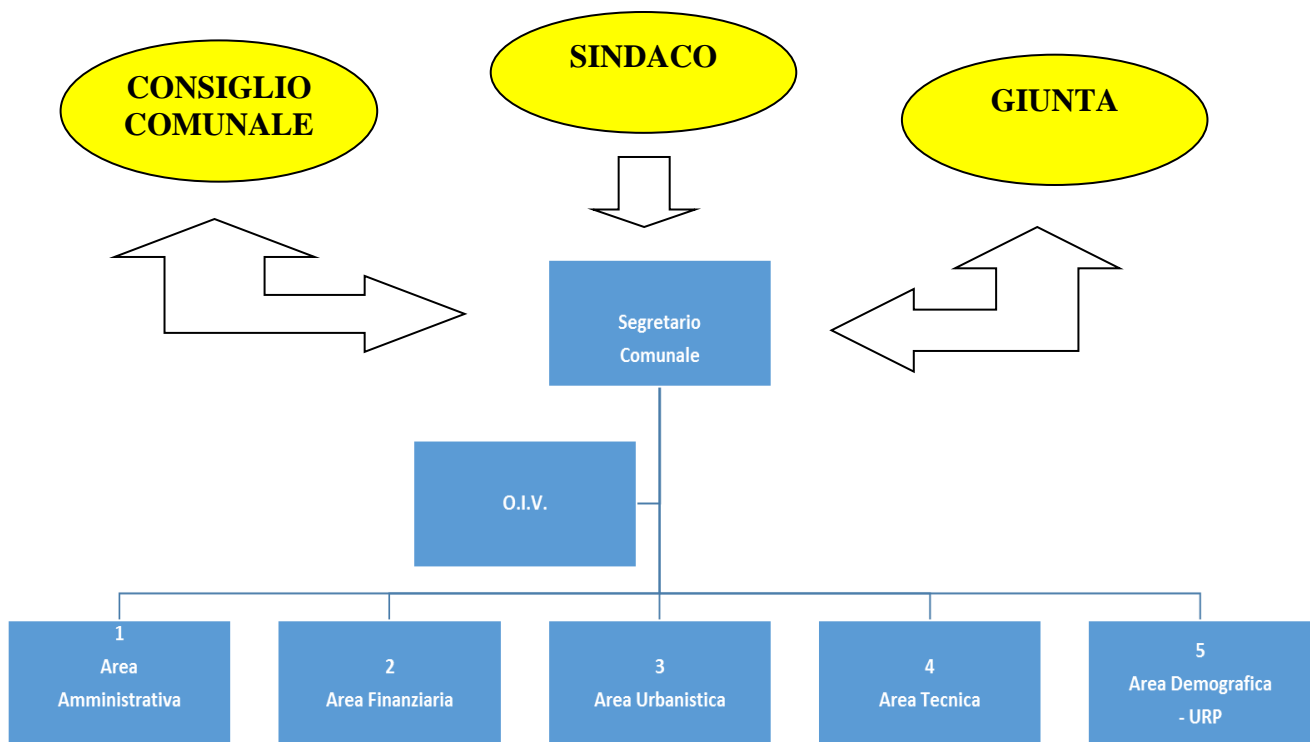 CONSIGLIO
COMUNALE
SINDACO
GIUNTA
Segretario
Comunale
O.I.V.
1
Area
Amministrativa
2
Area Finanziaria
3
Area Urbanistica
4
Area Tecnica
5
Area Demografica
- URP